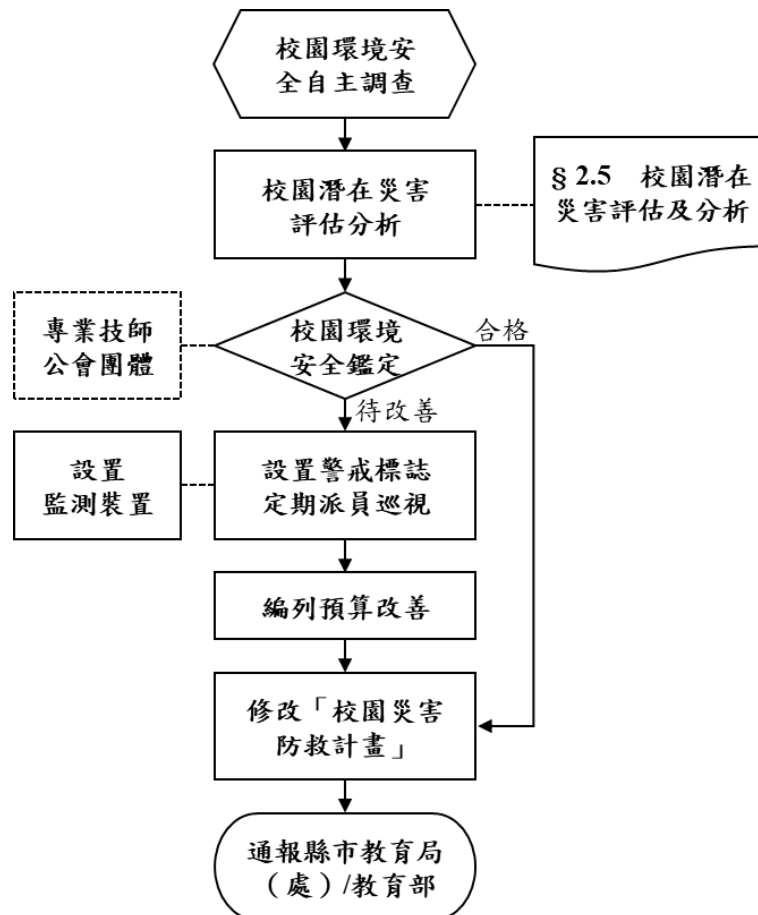 校園環境安
全自主調查
校園潛在災害
評估分析
§ 2.5 校園潛在
災害評估及分析
專業技師
公會團體
校園環境
安全鑑定
合格
待改善
設置
監測裝置
設置警戒標誌
定期派員巡視
編列預算改善
修改「校園災害
防救計畫」
通報縣市教育局
（處）/教育部